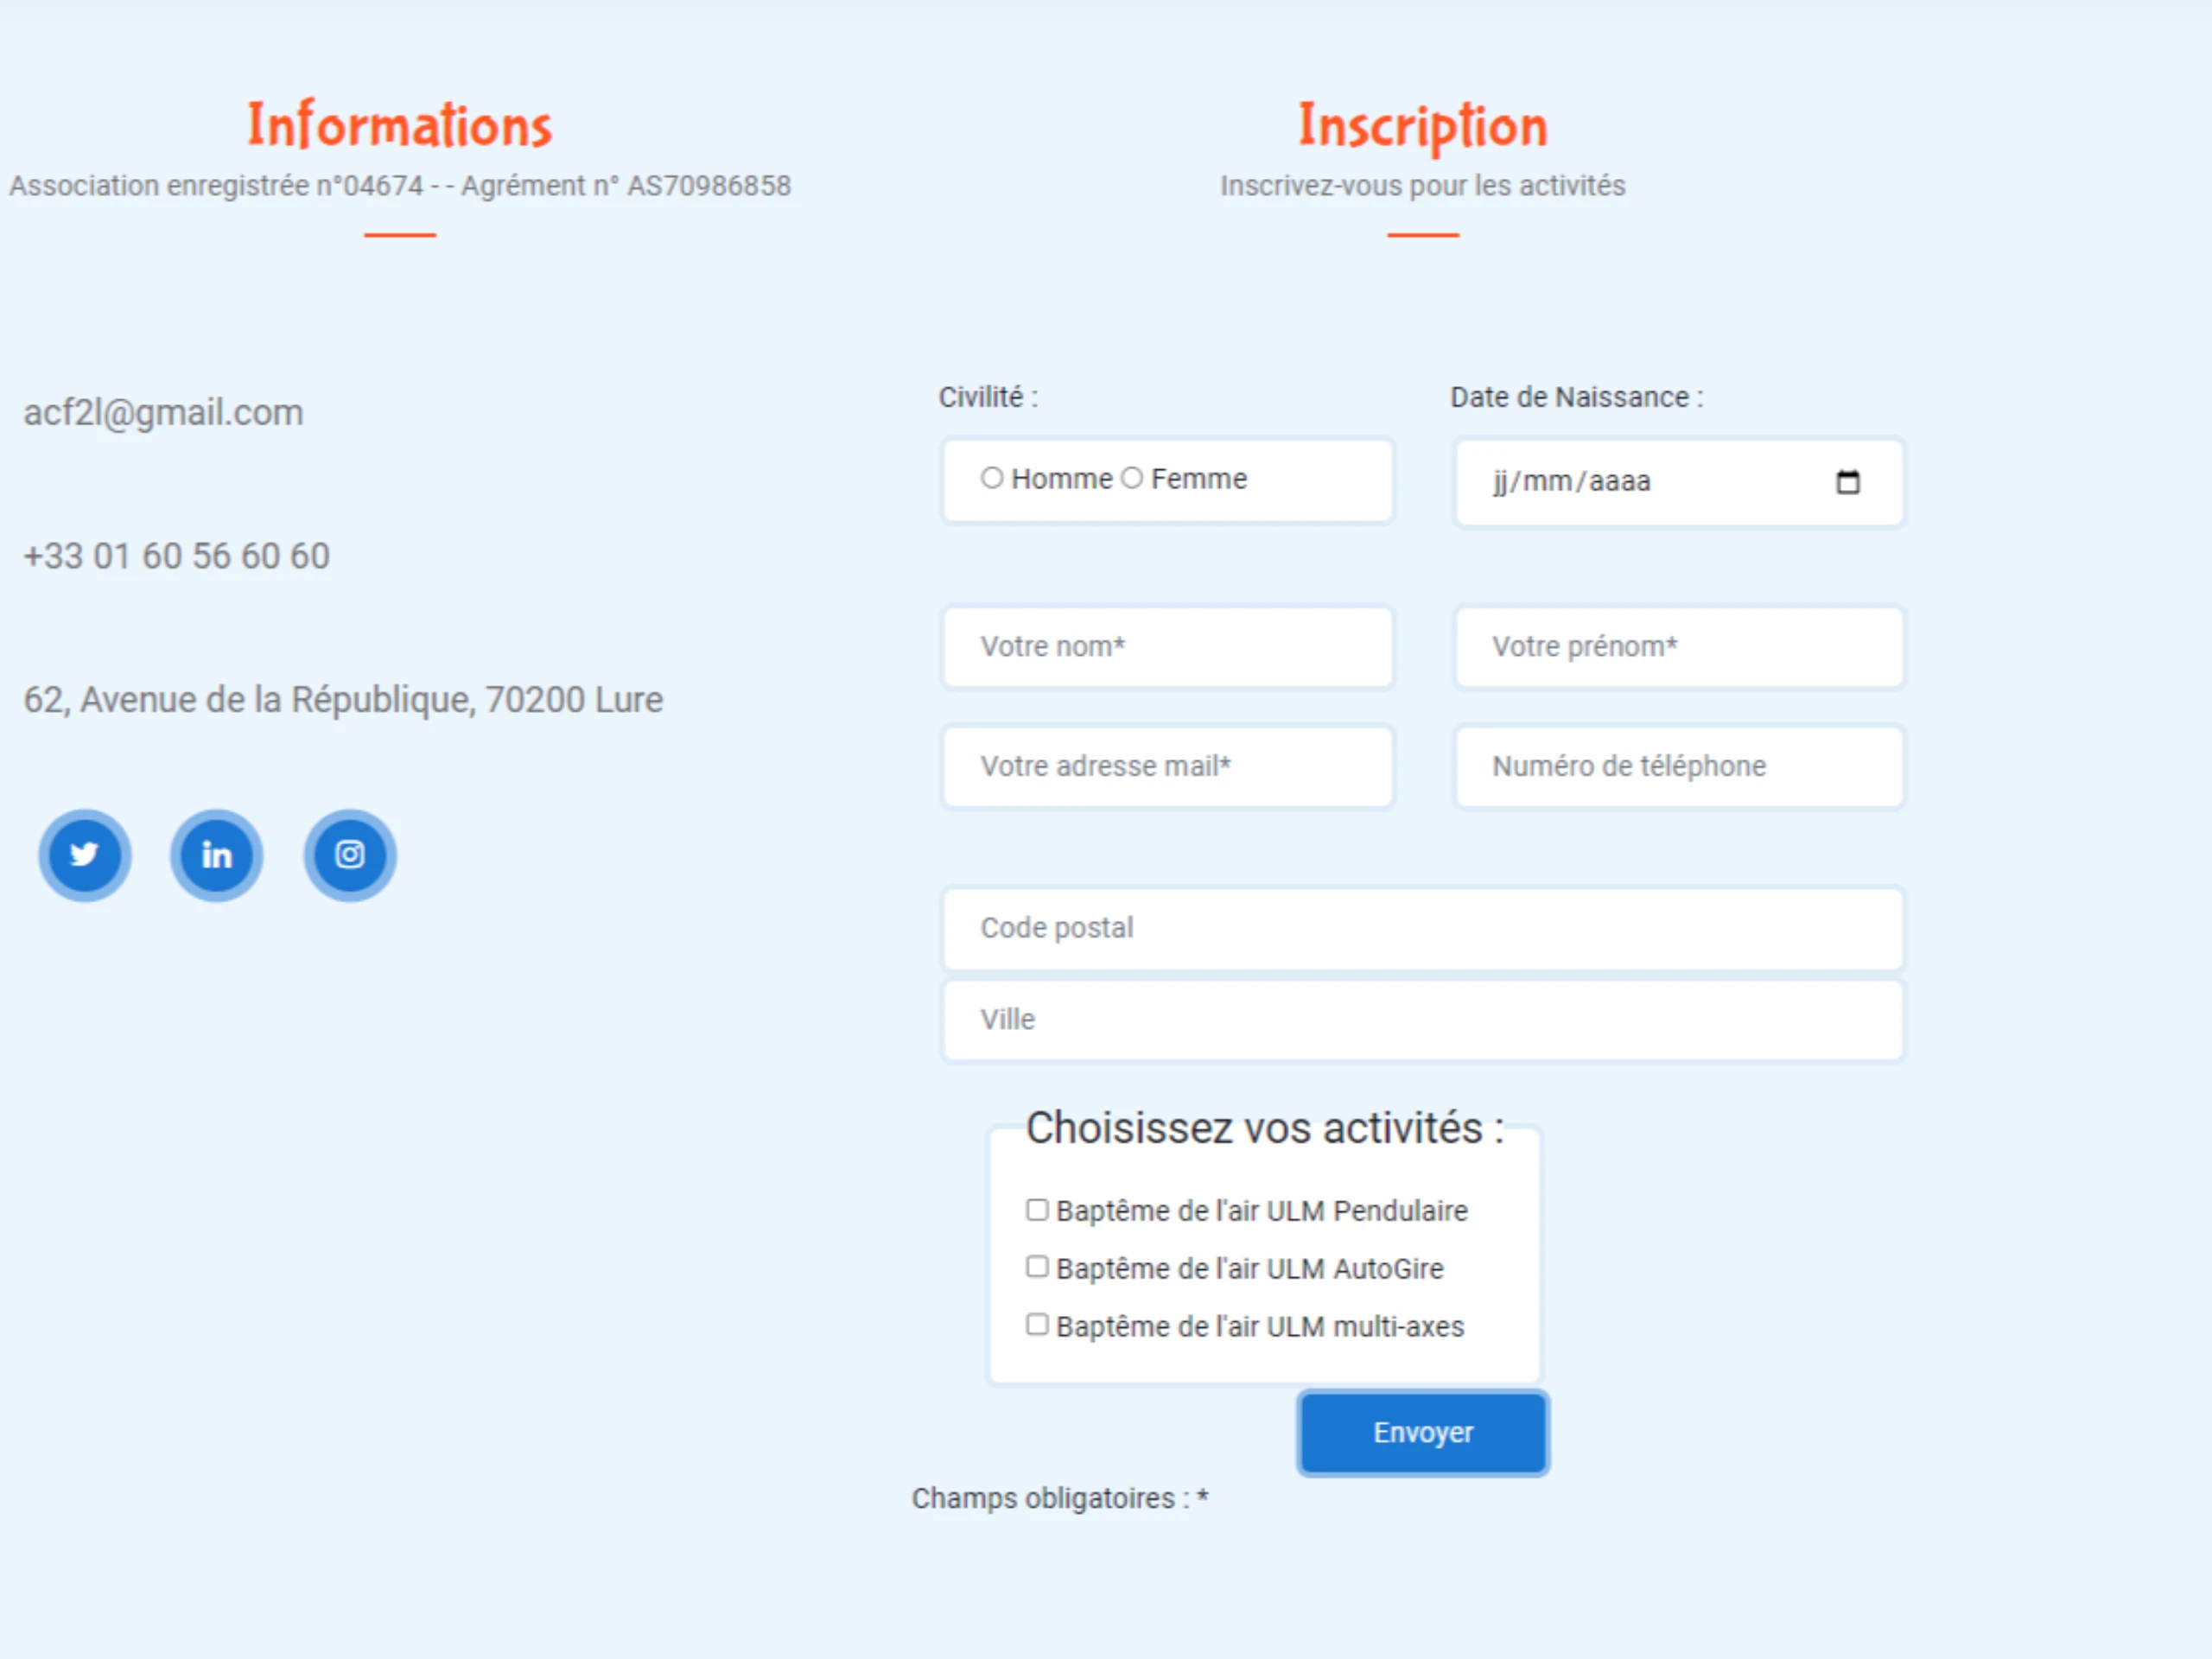 Informations
Association enregistrée n°04674 - - Agrément n° AS70986858
acf2l@gmail.com
+33 01 60 56 60 60
62, Avenue de la République, 70200 Lure
in
Inscription
Inscrivez-vous pour les activités
Civilité :
Date de Naissance :
Homme Femme
jj/mm/aaaa
Votre nom*
Votre prénom*
Votre adresse mail*
Numéro de téléphone
Code postal
Ville
Choisissez vos activités :
Baptême de l'air ULM Pendulaire
Baptême de l'air ULM AutoGire
Baptême de l'air ULM multi-axes
Envoyer
Champs obligatoires : *